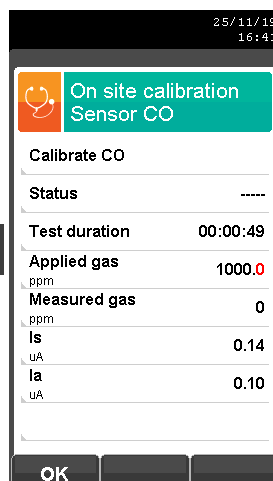 25/11/19
16:41
On site calibration
Sensor CO
Calibrate CO
Status -----
Test duration 00:00:49
Applied gas 1000.0
ppm
Measured gas 0
ppm
Is 0.14
uA
Ia 0.10
uA
OK